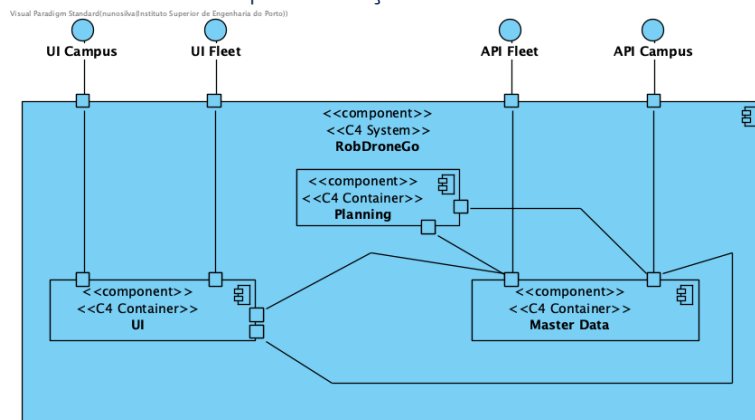 Visual Paradigm Standard(nunosilva(Instituto Superior de Engenharia do Porto))
UI Campus
UI Fleet
API Fleet
API Campus
<<component>>
<<C4 System>>
RobDroneGo
<<component>>
<<C4 Container>>
Planning
<<component>>
<<C4 Container>>
UI
<<component>>
<<C4 Container>>
Master Data